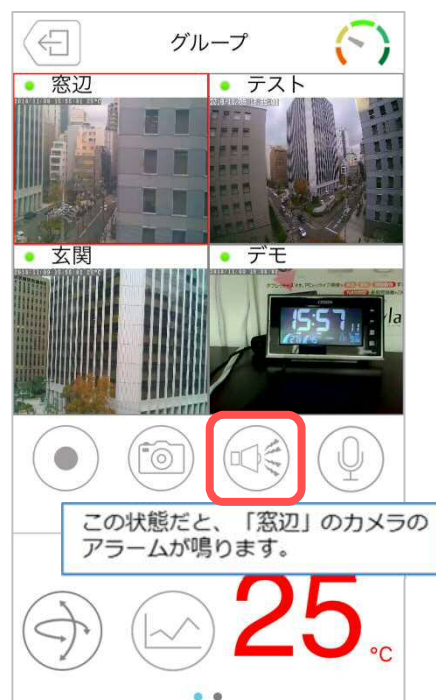 グループ
窓辺
テスト
玄関
デモ
15:57
この状態だと、「窓辺」のカメラの
アラームが鳴ります。
25
℃